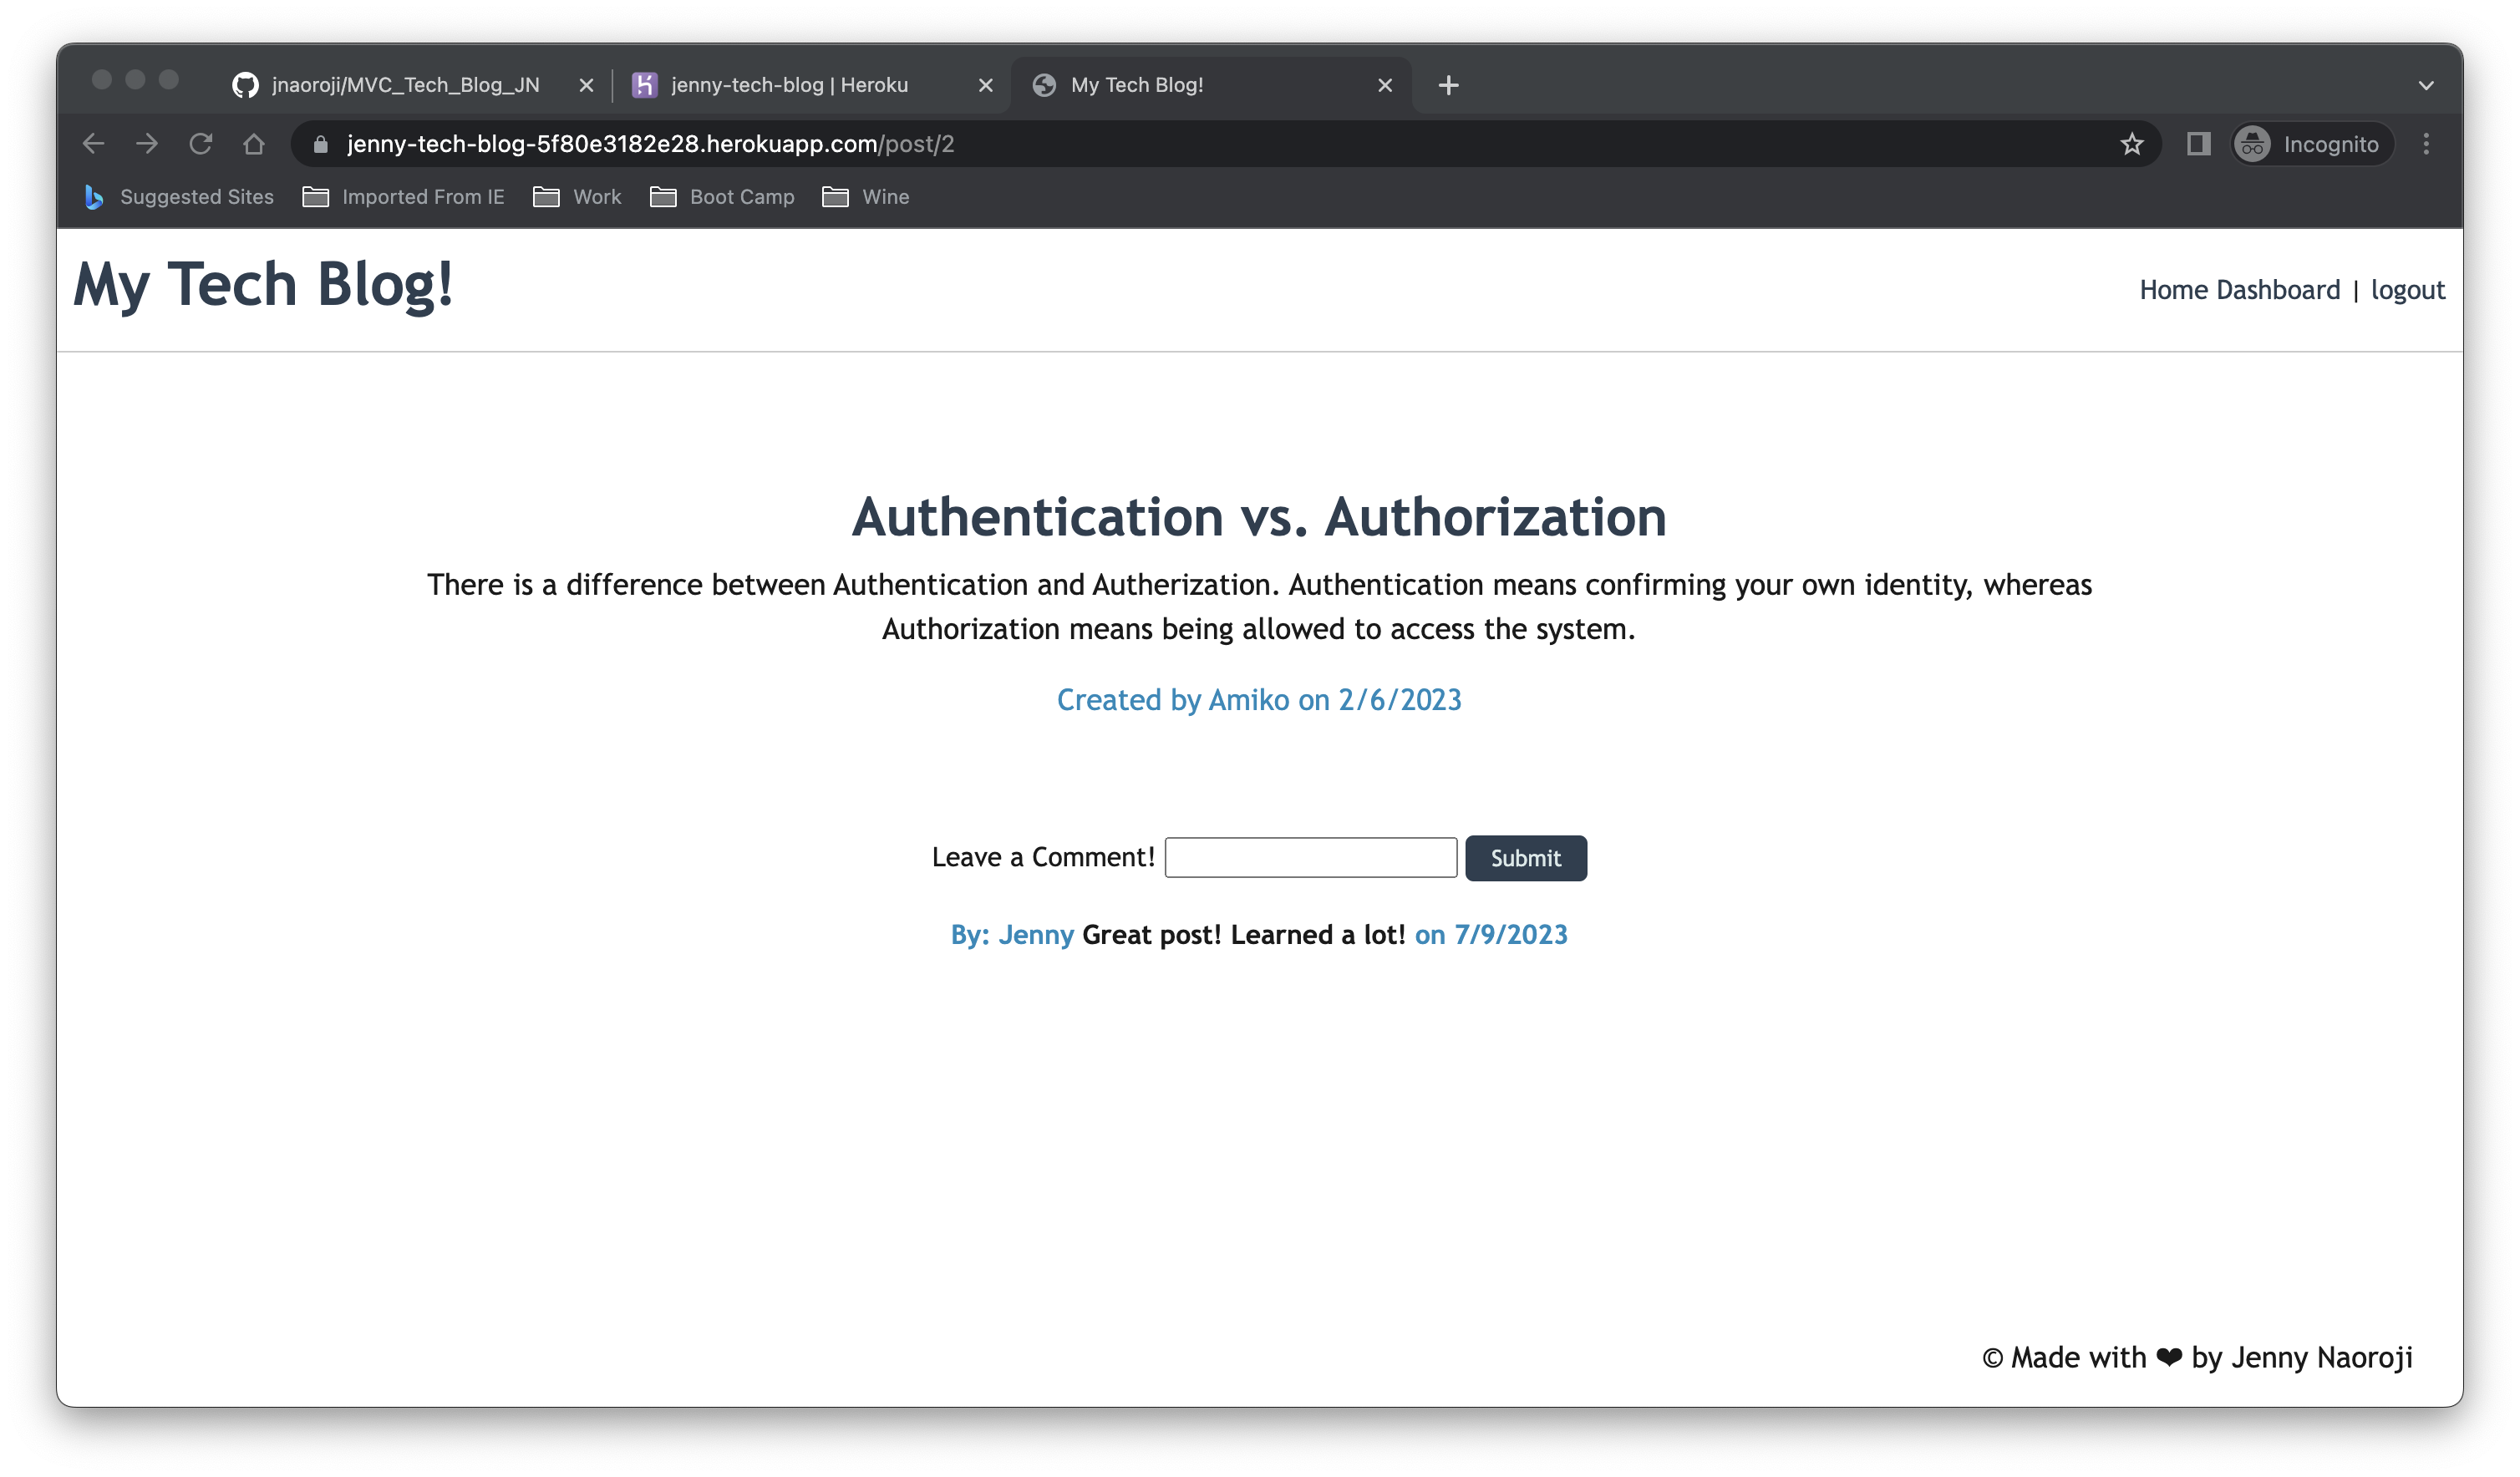 jnaoroji/MVC_Tech_Blog_JN
jenny-tech-blog | Heroku
My Tech Blog!
jenny-tech-blog-5f80e3182e28.herokuapp.com/post/2
Incognito
Suggested Sites Imported From IE Work Boot Camp Wine
My Tech Blog!
Home Dashboard | logout
Authentication vs. Authorization
There is a difference between Authentication and Autherization. Authentication means confirming your own identity, whereas
Authorization means being allowed to access the system.
Created by Amiko on 2/6/2023
Leave a Comment! Submit
By: Jenny Great post! Learned a lot! on 7/9/2023
© Made with ❤ by Jenny Naoroji